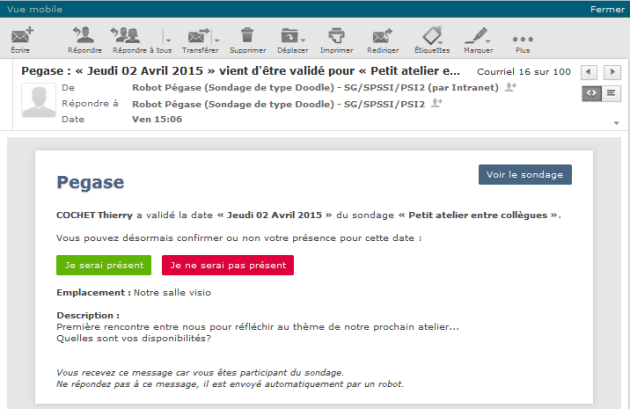 Vue mobile Fermer
Écrire Répondre Répondre à tous Transférer Supprimer Déplacer Imprimer Rediriger Étiquettes Marquer Plus
Pegase : « Jeudi 02 Avril 2015 » vient d'être validé pour « Petit atelier e... Courriel 16 sur 100
De Robot Pégase (Sondage de type Doodle) - SG/SPSSI/PSI2 (par Intranet)
Répondre à Robot Pégase (Sondage de type Doodle) - SG/SPSSI/PSI2
Date Ven 15:06
Pegase Voir le sondage
COCHET Thierry a validé la date « Jeudi 02 Avril 2015 » du sondage « Petit atelier entre collègues ».
Vous pouvez désormais confirmer ou non votre présence pour cette date :
Je serai présent Je ne serai pas présent
Emplacement : Notre salle visio
Description :
Première rencontre entre nous pour réfléchir au thème de notre prochain atelier...
Quelles sont vos disponibilités?
Vous recevez ce message car vous êtes participant du sondage.
Ne répondez pas à ce message, il est envoyé automatiquement par un robot.